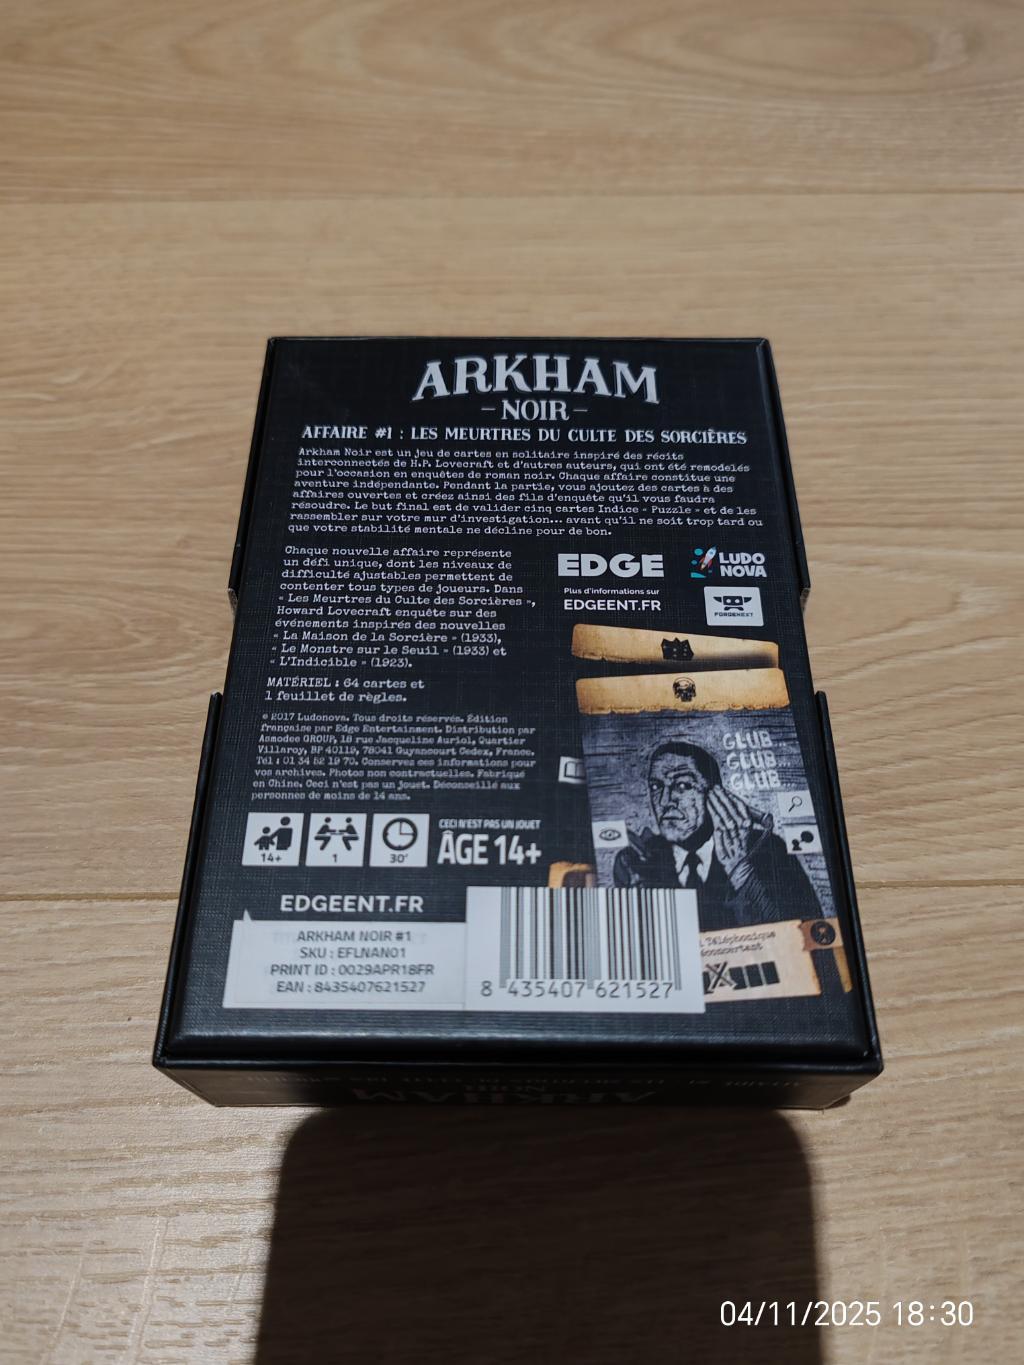 ARKHAM
- NOIR -
AFFAIRE #1 : LES MEURTRES DU CULTE DES SORCIÈRES
Arkham Noir est un jeu de cartes en solitaire inspiré des récits
interconnectés de H.P. Lovecraft et d'autres auteurs, qui ont été remodelés
pour l'occasion en enquêtes de roman noir. Chaque affaire constitue une
aventure indépendante. Pendant la partie, vous ajoutez des cartes à des
affaires ouvertes et créez ainsi des fils d'enquête qu'il vous faudra
résoudre. Le but final est de valider cinq cartes Indice « Puzzle » et de les
rassembler sur votre mur d'investigation... avant qu'il ne soit trop tard ou
que votre stabilité mentale ne décline pour de bon.
Chaque nouvelle affaire représente
un défi unique, dont les niveaux de
difficulté ajustables permettent de
contenter tous types de joueurs. Dans
« Les Meurtres du Culte des Sorcières »,
Howard Lovecraft enquête sur des
événements inspirés des nouvelles
« La Maison de la Sorcière » (1933),
« Le Monstre sur le Seuil » (1933) et
« L'Indicible » (1923).
MATÉRIEL : 64 cartes et
1 feuillet de règles.
© 2017 Ludonova. Tous droits réservés. Édition
française par Edge Entertainment. Distribution par
Asmodee GROUP, 18 rue Jacqueline Auriol, Quartier
Villaroy, BP 40119, 78041 Guyancourt Cedex, France.
Tél : 01 34 52 19 70. Conservez ces informations pour
vos archives. Photos non contractuelles. Fabriqué
en Chine. Ceci n'est pas un jouet. Déconseillé aux
personnes de moins de 14 ans.
EDGE
LUDO
NOVA
Plus d'informations sur
EDGEENT.FR
FORGENEXT
GLUB...
GLUB...
GLUB...
14+
1
30'
CECI N'EST PAS UN JOUET
ÂGE 14+
EDGEENT.FR
ARKHAM NOIR #1
SKU : EFLNAN01
PRINT ID : 0029APR18FR
EAN : 8435407621527
8 435407 621527
Téléphonique
X
ARKHAM
NOIR
04/11/2025 18:30